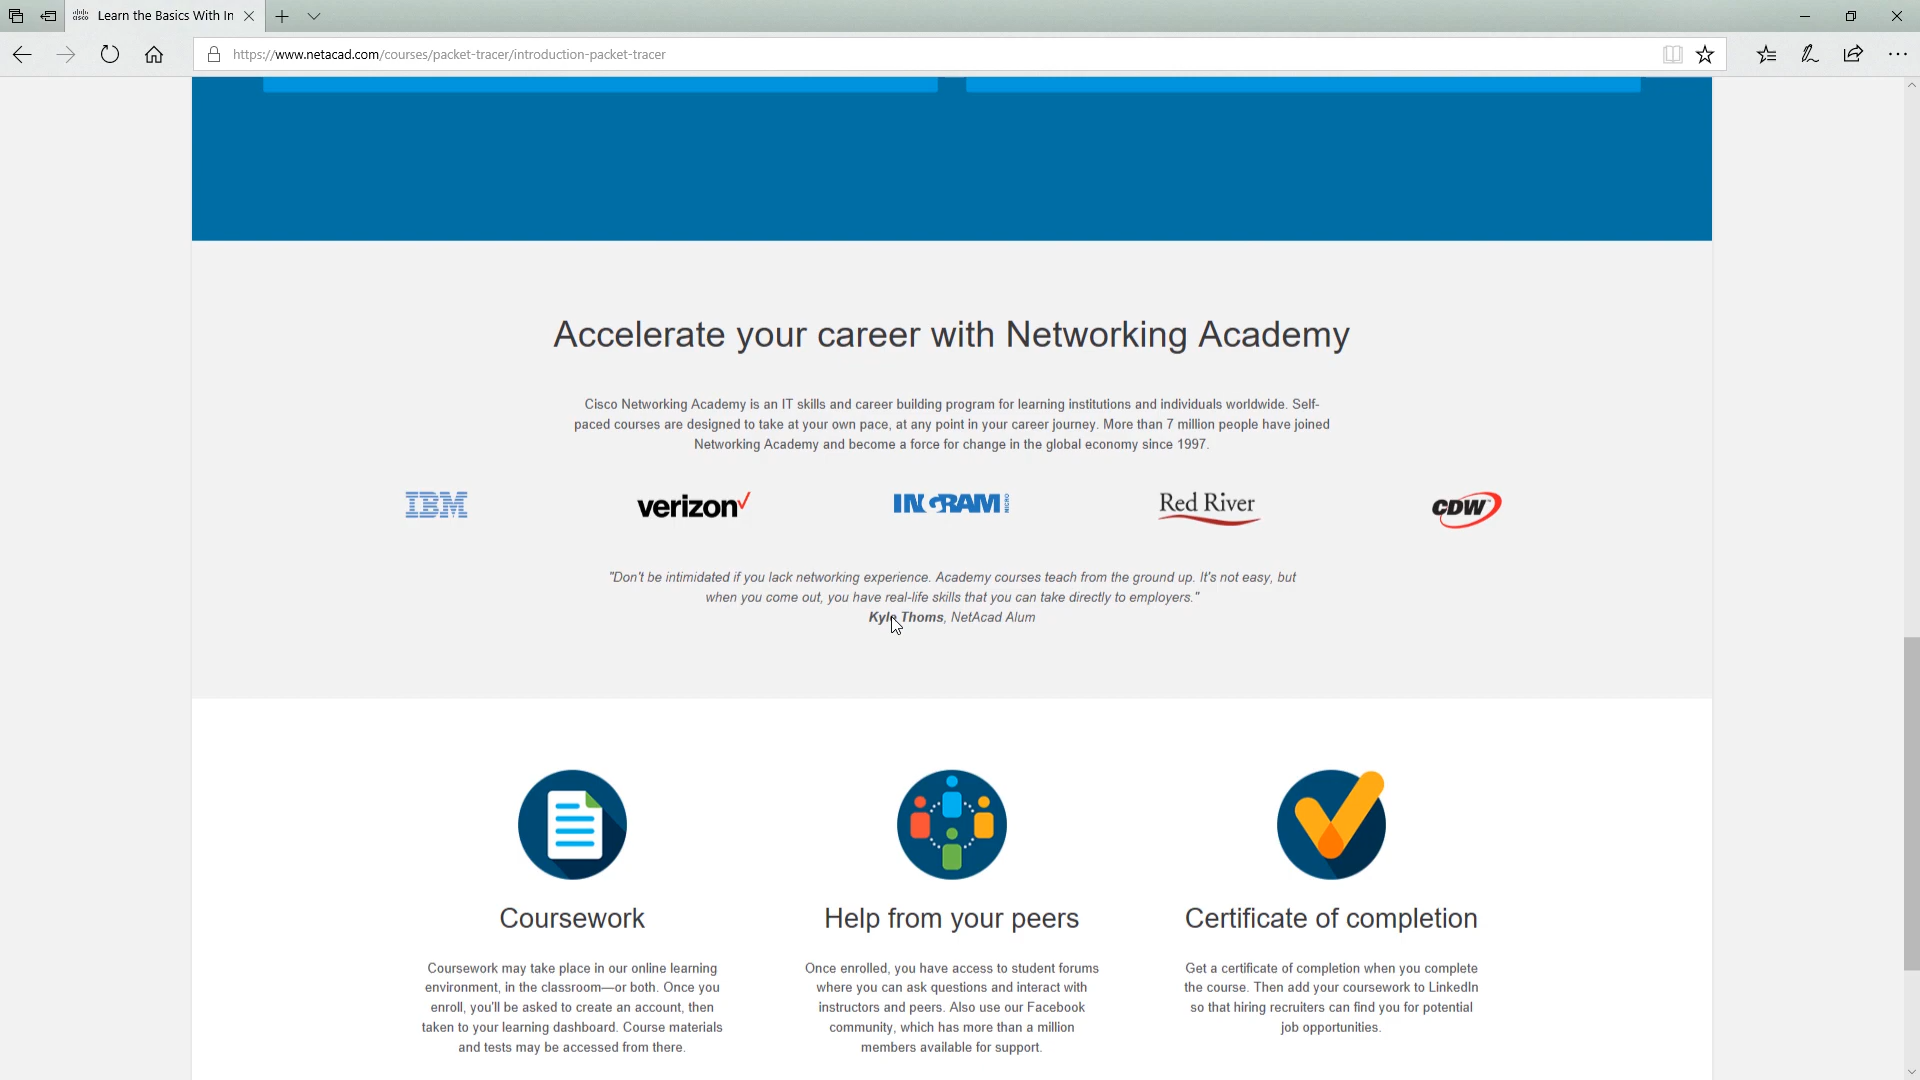 Learn the Basics With In
https://www.netacad.com/courses/packet-tracer/introduction-packet-tracer
Accelerate your career with Networking Academy
Cisco Networking Academy is an IT skills and career building program for learning institutions and individuals worldwide. Self-
paced courses are designed to take at your own pace, at any point in your career journey. More than 7 million people have joined
Networking Academy and become a force for change in the global economy since 1997.
IBM
verizon
INGRAM MICRO
Red River
CDW
"Don't be intimidated if you lack networking experience. Academy courses teach from the ground up. It's not easy, but
when you come out, you have real-life skills that you can take directly to employers."
Kyle Thoms, NetAcad Alum
Coursework
Coursework may take place in our online learning
environment, in the classroom—or both. Once you
enroll, you'll be asked to create an account, then
taken to your learning dashboard. Course materials
and tests may be accessed from there.
Help from your peers
Once enrolled, you have access to student forums
where you can ask questions and interact with
instructors and peers. Also use our Facebook
community, which has more than a million
members available for support.
Certificate of completion
Get a certificate of completion when you complete
the course. Then add your coursework to LinkedIn
so that hiring recruiters can find you for potential
job opportunities.